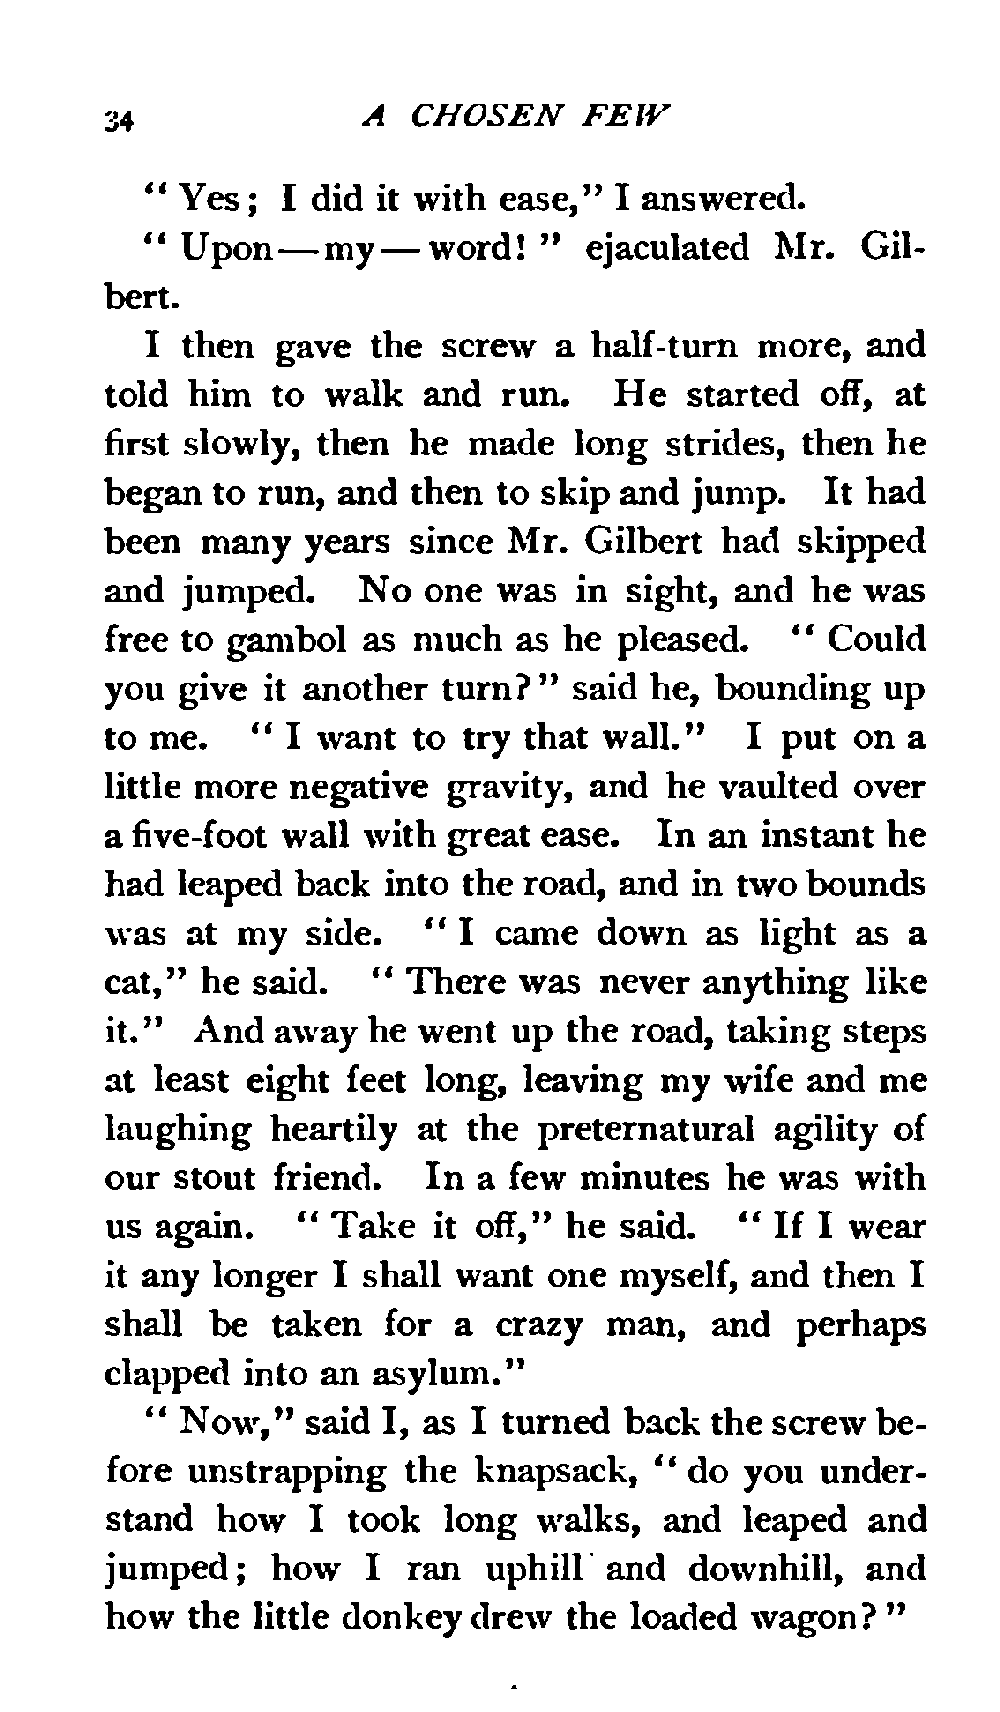 34 A CHOSEN FEW
“ Yes ; I did it with ease,” I answered.
“ Upon—my—word! ” ejaculated Mr. Gil-
bert.
I then gave the screw a half-turn more, and
told him to walk and run. He started off, at
first slowly, then he made long strides, then he
began to run, and then to skip and jump. It had
been many years since Mr. Gilbert had skipped
and jumped. No one was in sight, and he was
free to gambol as much as he pleased. “ Could
you give it another turn? ” said he, bounding up
to me. “ I want to try that wall.” I put on a
little more negative gravity, and he vaulted over
a five-foot wall with great ease. In an instant he
had leaped back into the road, and in two bounds
was at my side. “ I came down as light as a
cat,” he said. “ There was never anything like
it.” And away he went up the road, taking steps
at least eight feet long, leaving my wife and me
laughing heartily at the preternatural agility of
our stout friend. In a few minutes he was with
us again. “ Take it off,” he said. “ If I wear
it any longer I shall want one myself, and then I
shall be taken for a crazy man, and perhaps
clapped into an asylum.”
“ Now,” said I, as I turned back the screw be-
fore unstrapping the knapsack, “ do you under-
stand how I took long walks, and leaped and
jumped ; how I ran uphill and downhill, and
how the little donkey drew the loaded wagon? ”